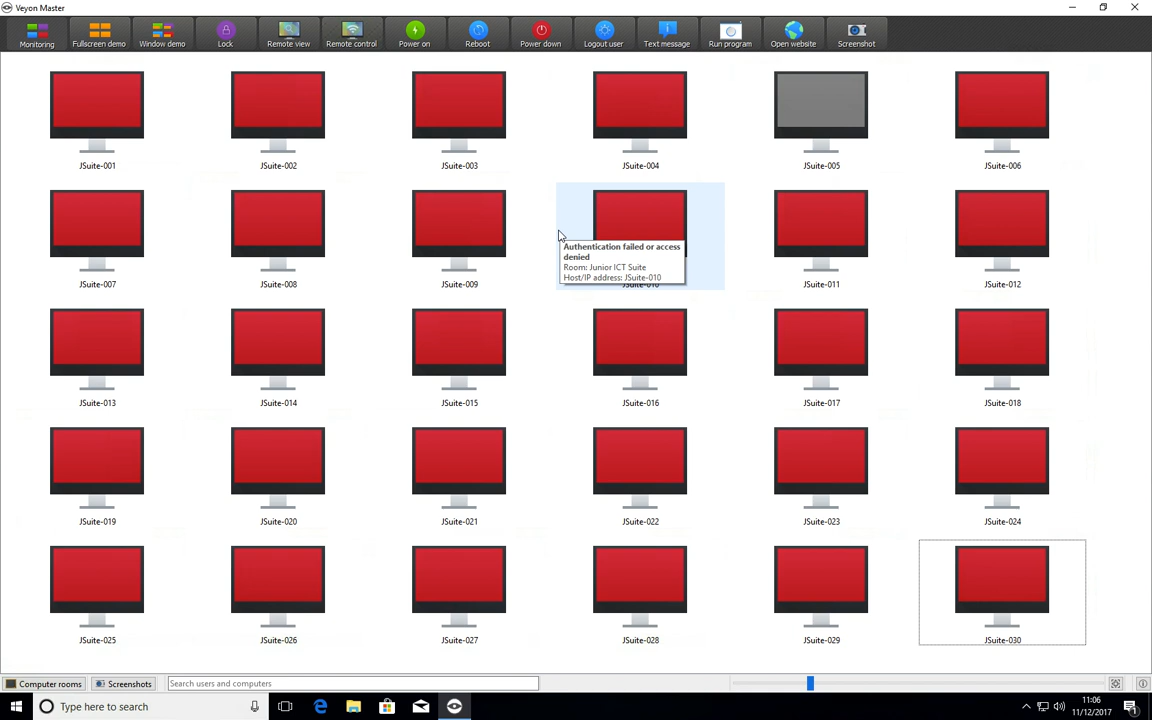 Veyon Master
Monitoring
Fullscreen demo
Window demo
Lock
Remote view
Remote control
Power on
Reboot
Power down
Logout user
Text message
Run program
Open website
Screenshot
JSuite-001
JSuite-002
JSuite-003
JSuite-004
JSuite-005
JSuite-006
JSuite-007
JSuite-008
JSuite-009
JSuite-010
JSuite-011
JSuite-012
Authentication failed or access
denied
Room: Junior ICT Suite
Host/IP address: JSuite-010
JSuite-013
JSuite-014
JSuite-015
JSuite-016
JSuite-017
JSuite-018
JSuite-019
JSuite-020
JSuite-021
JSuite-022
JSuite-023
JSuite-024
JSuite-025
JSuite-026
JSuite-027
JSuite-028
JSuite-029
JSuite-030
Computer rooms
Screenshots
Search users and computers
Type here to search
11:06
11/12/2017
1